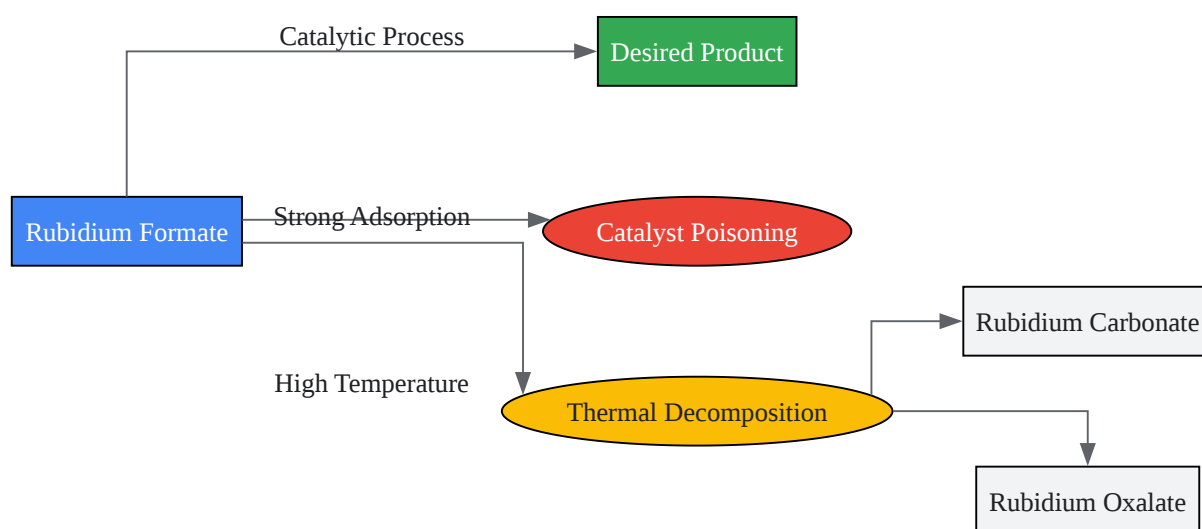 Catalytic Process
Desired Product
Rubidium Formate
Strong Adsorption
Catalyst Poisoning
Rubidium Carbonate
High Temperature
Thermal Decomposition
Rubidium Oxalate